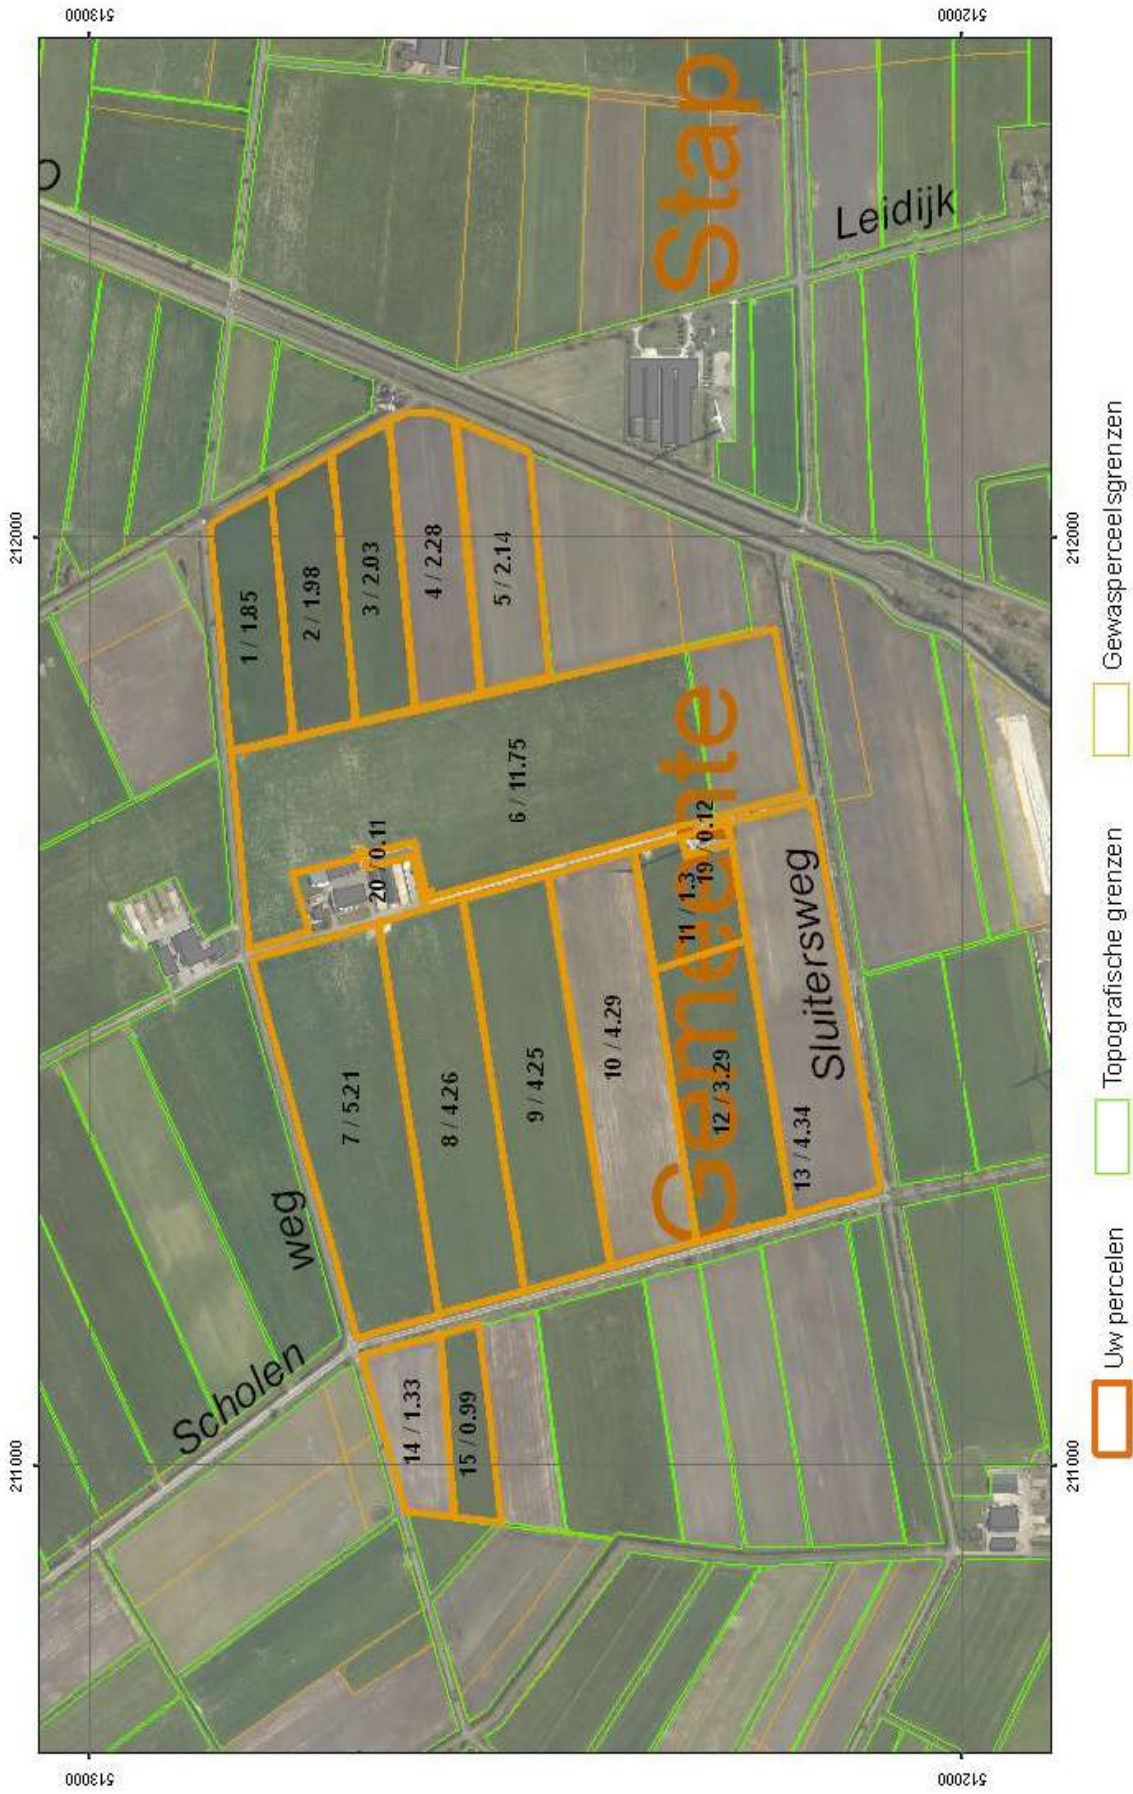 513000
512000
211000
212000
Scholen
weg
Leidijk
Sluitersweg
Gemeente
Stap
1 / 1.85
2 / 1.98
3 / 2.03
4 / 2.28
5 / 2.14
6 / 11.75
7 / 5.21
8 / 4.26
9 / 4.25
10 / 4.29
11 / 1.3
12 / 3.29
13 / 4.34
14 / 1.33
15 / 0.99
19 / 0.12
20 / 0.11
211000
212000
513000
512000
Uw percelen
Topografische grenzen
Gewasperceelsgrenzen